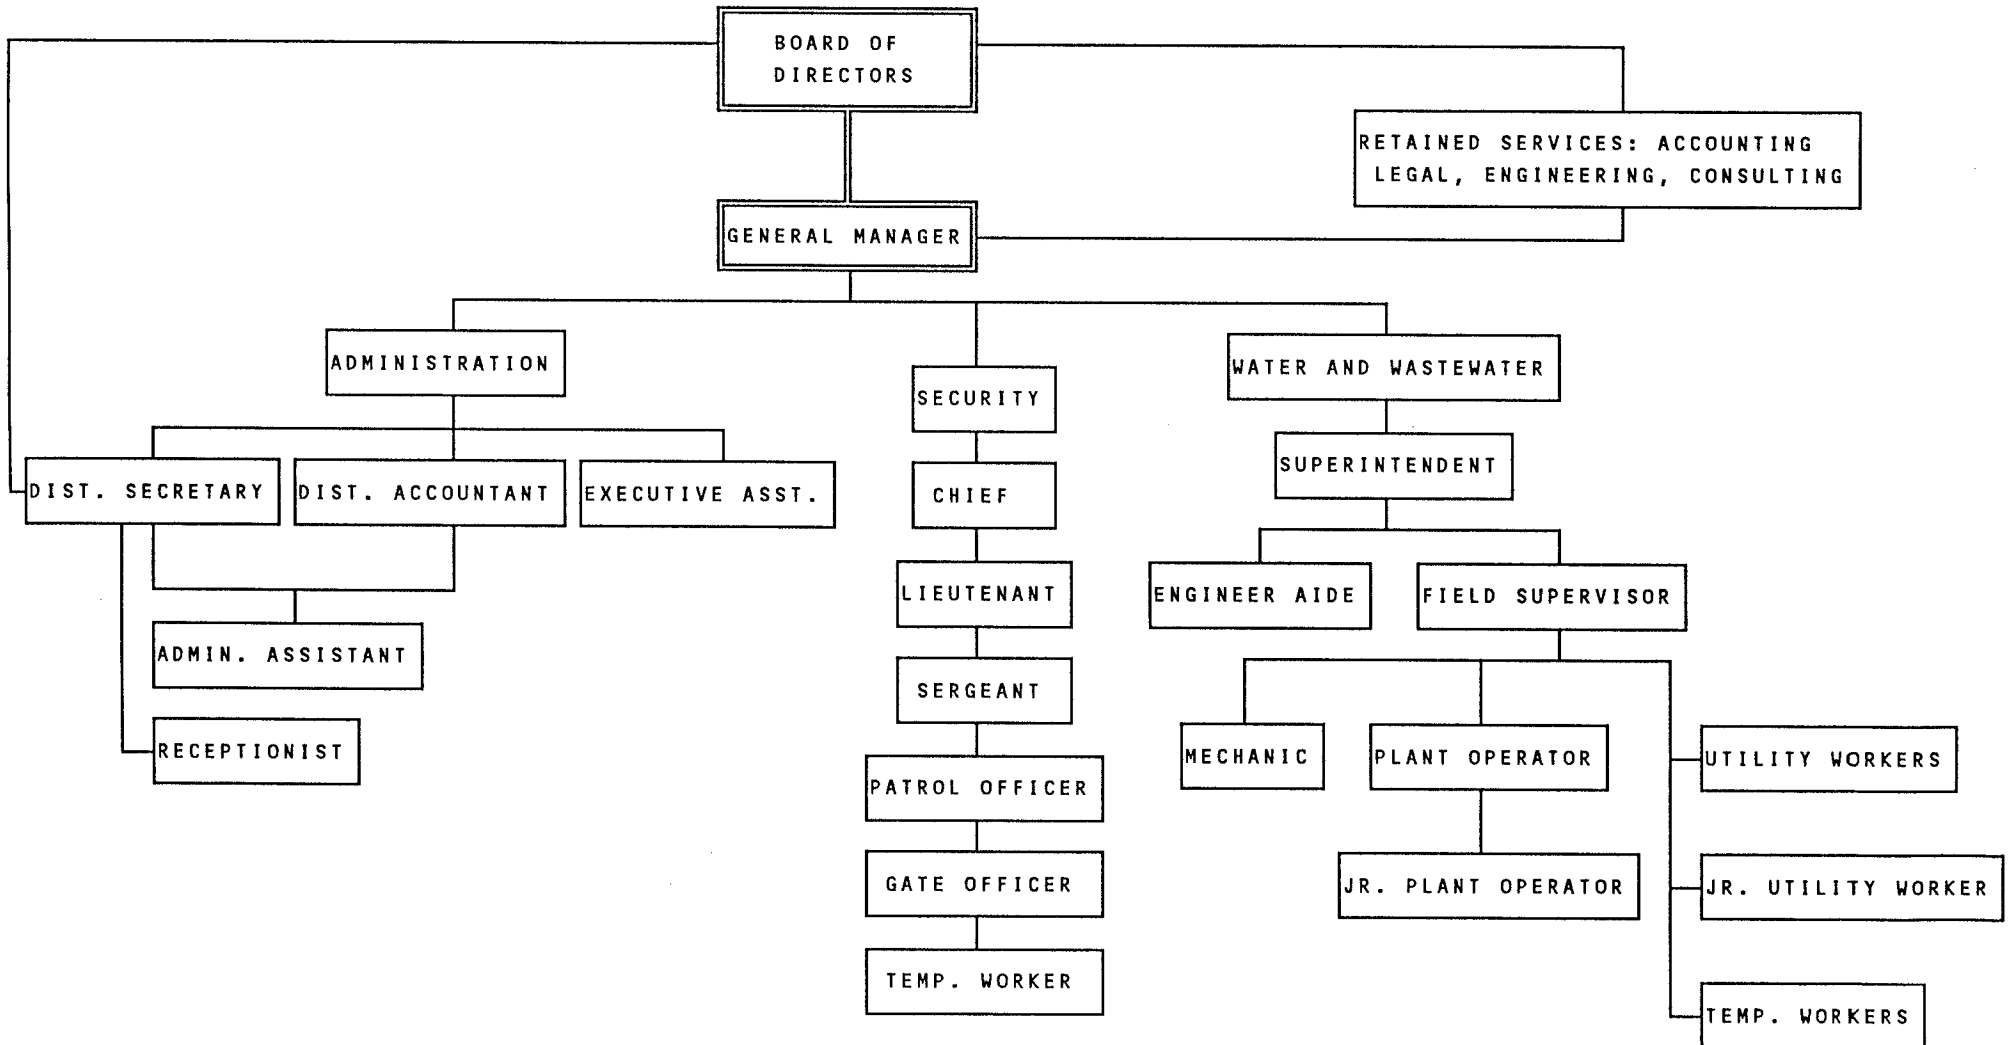 BOARD OF
DIRECTORS
RETAINED SERVICES: ACCOUNTING
LEGAL, ENGINEERING, CONSULTING
GENERAL MANAGER
ADMINISTRATION
SECURITY
WATER AND WASTEWATER
SUPERINTENDENT
DIST. SECRETARY
DIST. ACCOUNTANT
EXECUTIVE ASST.
CHIEF
LIEUTENANT
ENGINEER AIDE
FIELD SUPERVISOR
ADMIN. ASSISTANT
SERGEANT
RECEPTIONIST
MECHANIC
PLANT OPERATOR
UTILITY WORKERS
PATROL OFFICER
GATE OFFICER
JR. PLANT OPERATOR
JR. UTILITY WORKER
TEMP. WORKER
TEMP. WORKERS